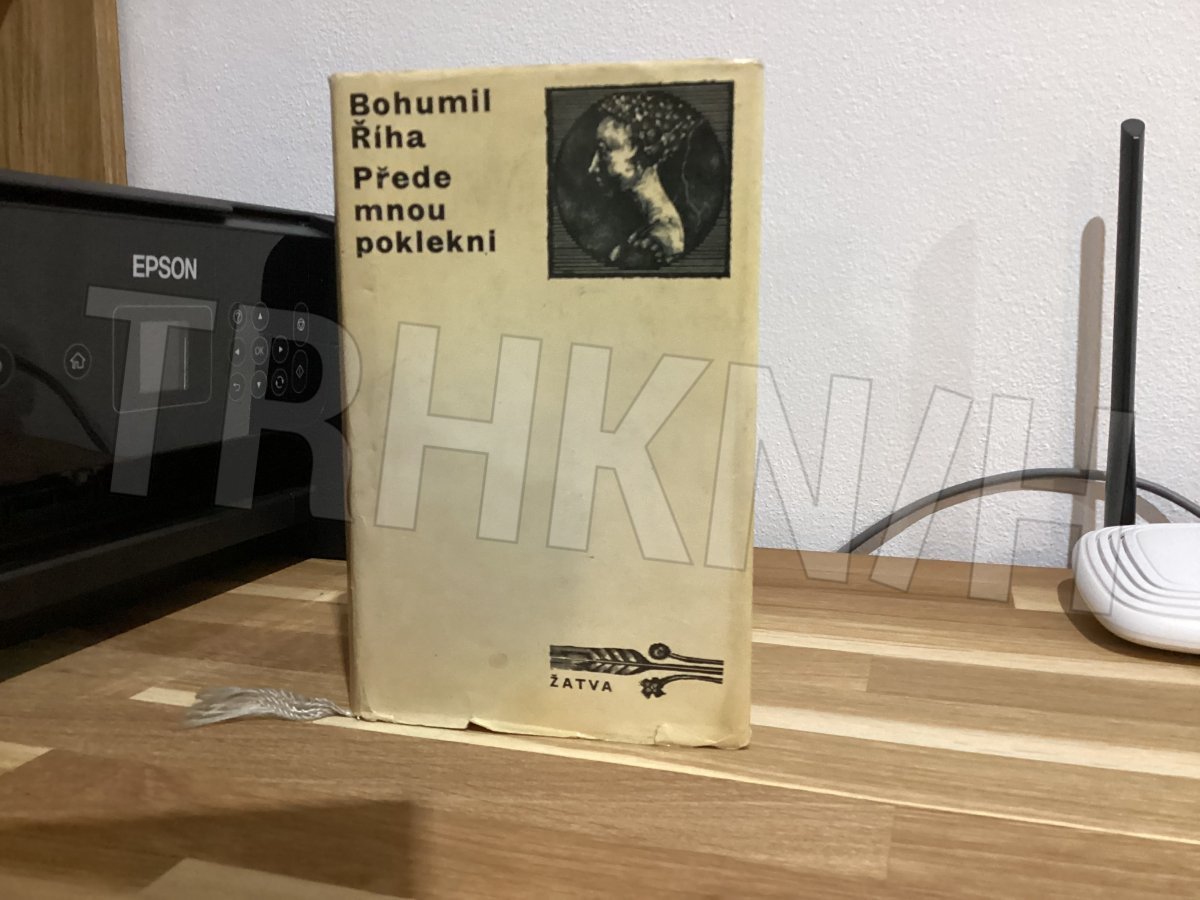 Bohumil
Říha
Přede
mnou
poklekni
EPSON
OK
TRHKNIH
ŽATVA